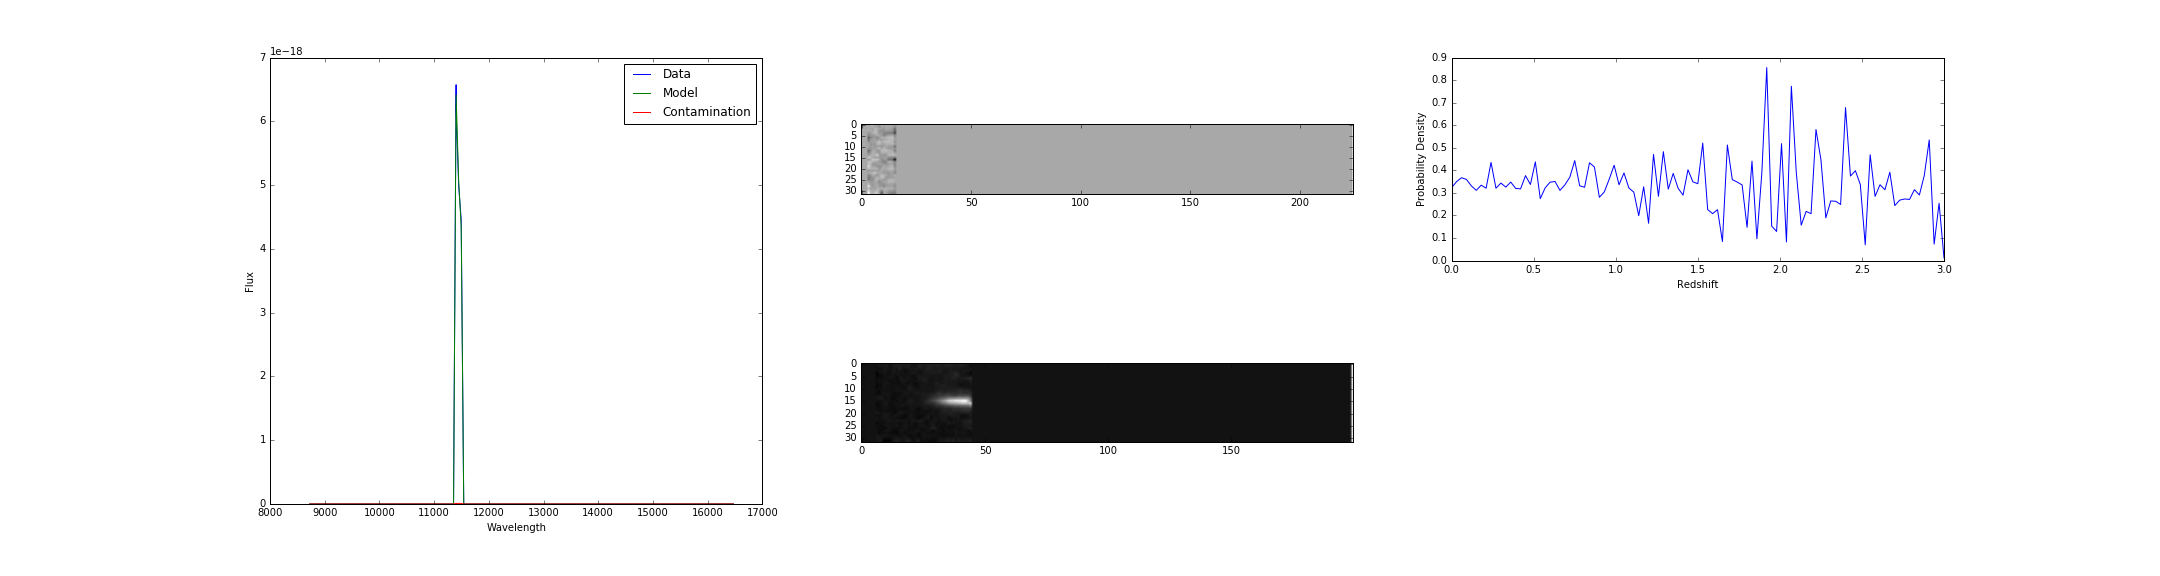 1e−18
7
6
5
4
3
2
1
0
Flux
8000 9000 10000 11000 12000 13000 14000 15000 16000 17000
Wavelength
Data
Model
Contamination
0
5
10
15
20
25
30
0 50 100 150 200
0
5
10
15
20
25
30
0 50 100 150
0.9
0.8
0.7
0.6
0.5
0.4
0.3
0.2
0.1
0.0
Probability Density
0.0 0.5 1.0 1.5 2.0 2.5 3.0
Redshift